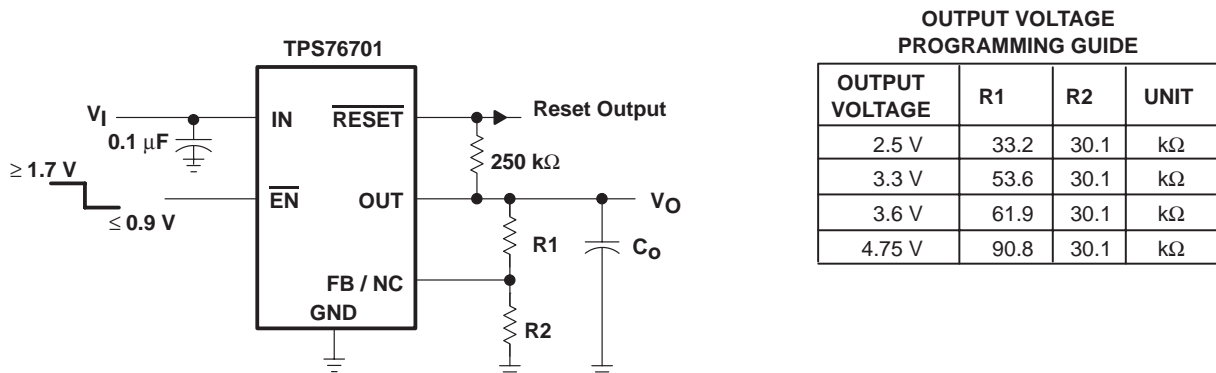 TPS76701
VI
0.1 μF
IN
RESET
Reset Output
250 kΩ
≥ 1.7 V
≤ 0.9 V
EN
OUT
VO
R1
Co
FB / NC
GND
R2
OUTPUT VOLTAGE
PROGRAMMING GUIDE
OUTPUT
VOLTAGE R1 R2 UNIT
2.5 V 33.2 30.1 kΩ
3.3 V 53.6 30.1 kΩ
3.6 V 61.9 30.1 kΩ
4.75 V 90.8 30.1 kΩ